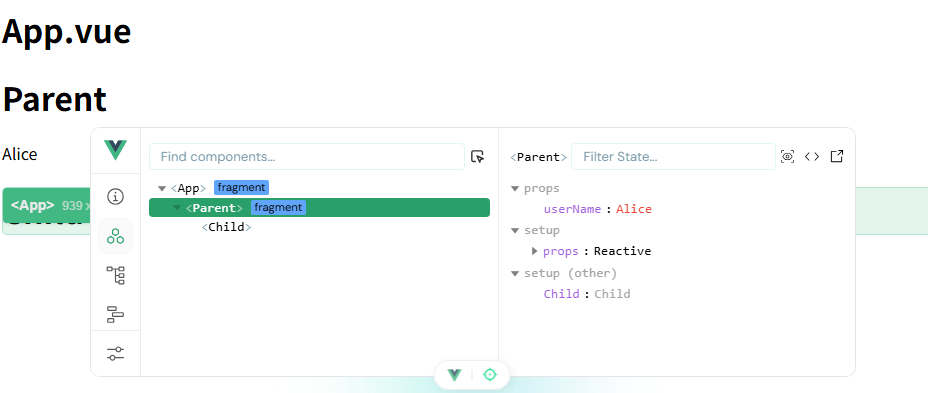 App.vue
Parent
Alice
<App> 939 x
Find components...
<App> fragment
<Parent> fragment
<Child>
<Parent> Filter State...
props
userName : Alice
setup
props : Reactive
setup (other)
Child : Child